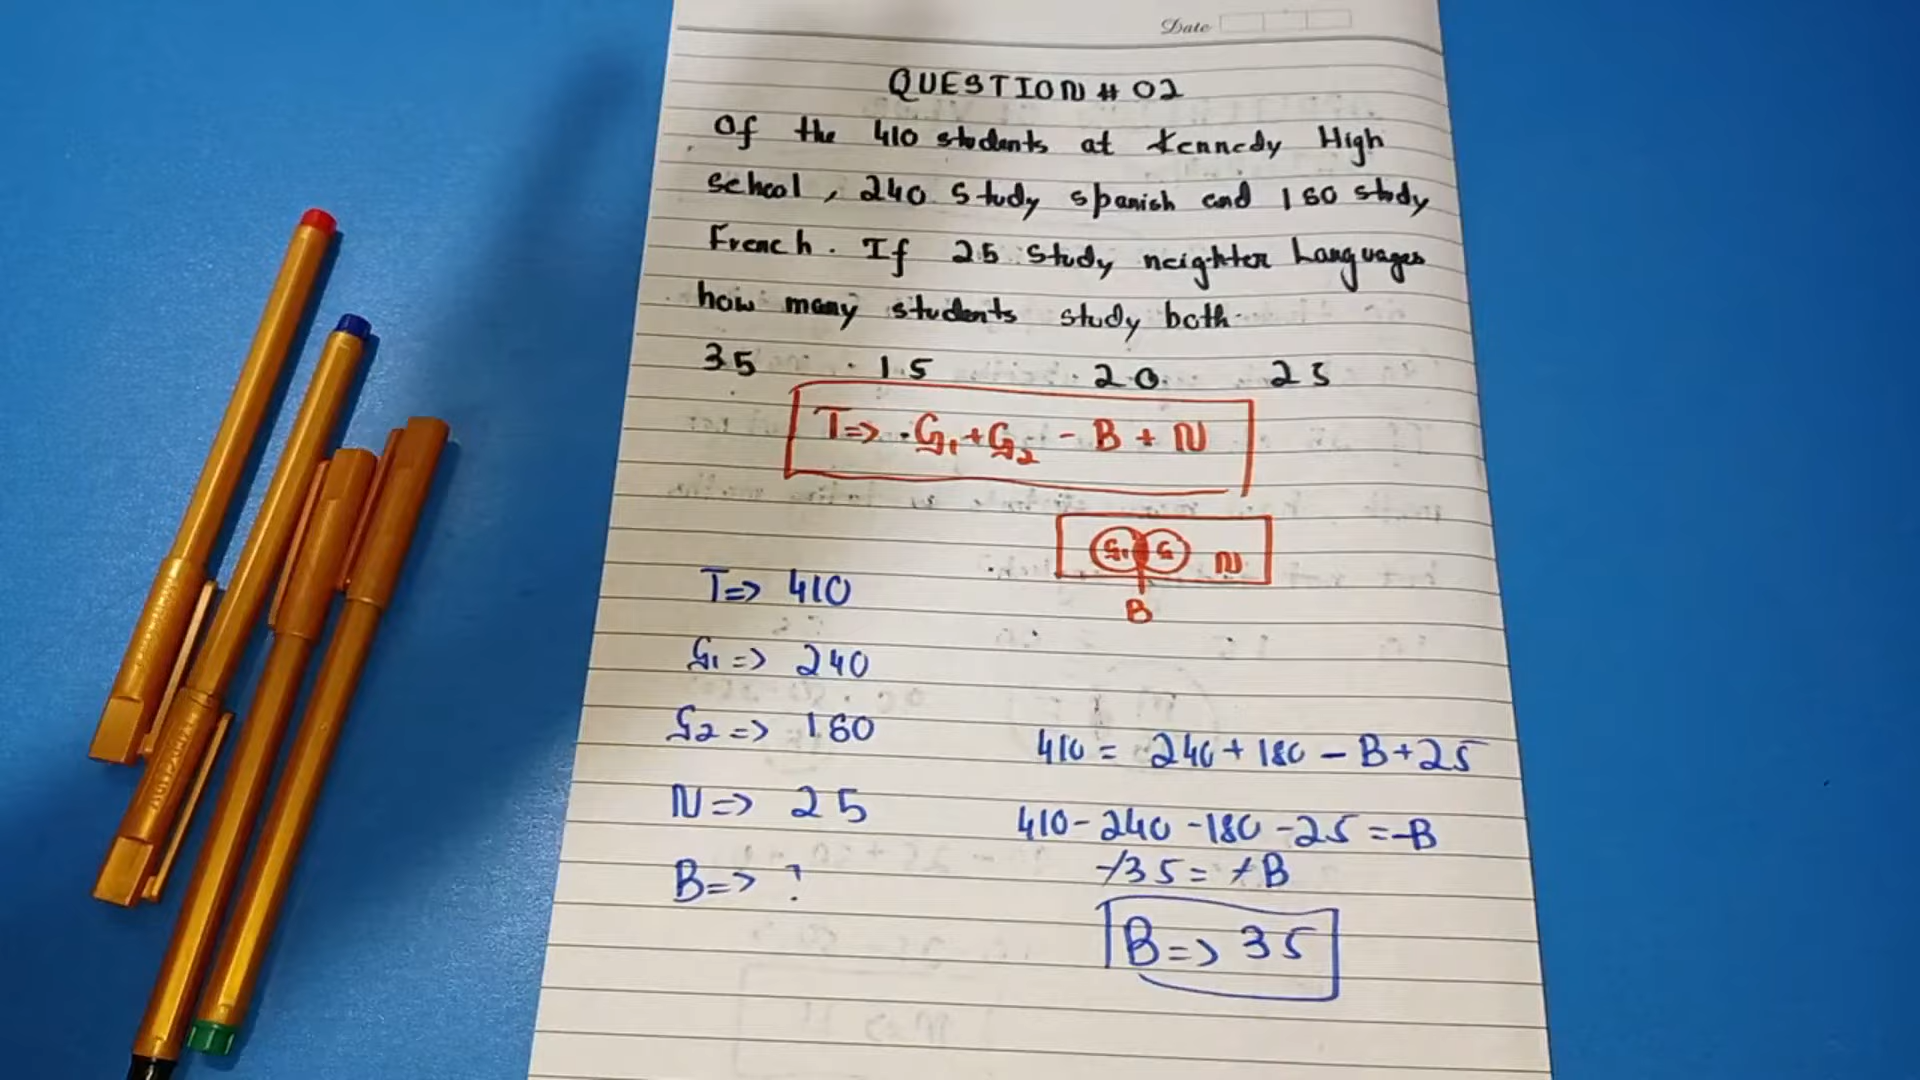 Date
QUESTION # 02
Of the 410 students at Kennedy High
school, 240 study spanish and 180 study
French. If 25 study neighter Languages
how many students study both
35 15 20 25
T=> G1+G2 - B + N
G1 G N
B
T=> 410
G1 => 240
G2 => 180
N=> 25
B=> ?
410 = 240 + 180 - B + 25
410 - 240 - 180 - 25 = -B
-35 = -B
B=> 35